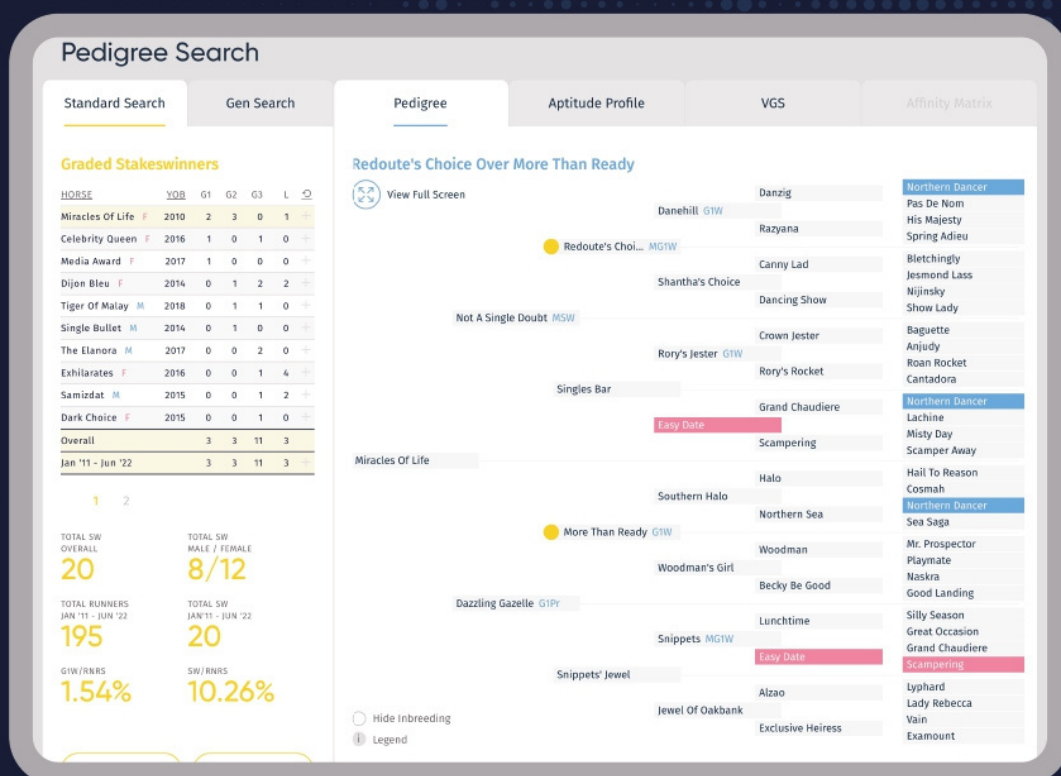 Pedigree Search
Standard Search
Gen Search
Pedigree
Aptitude Profile
VGS
Affinity Matrix
Graded Stakeswinners
HORSE YOB G1 G2 G3 L
Miracles Of Life F 2010 2 3 0 1 +
Celebrity Queen F 2016 1 0 1 0 +
Media Award F 2017 1 0 0 0 +
Dijon Bleu F 2014 0 1 2 2 +
Tiger Of Malay M 2018 0 1 1 0 +
Single Bullet M 2014 0 1 0 0 +
The Elanora M 2017 0 0 2 0 +
Exhilarates F 2016 0 0 1 4 +
Samizdat M 2015 0 0 1 2 +
Dark Choice F 2015 0 0 1 0 +
Overall 3 3 11 3
Jan '11 - Jun '22 3 3 11 3 +
1 2
TOTAL SW
OVERALL
20
TOTAL SW
MALE / FEMALE
8/12
TOTAL RUNNERS
JAN '11 - JUN '22
195
TOTAL SW
JAN'11 - JUN '22
20
G1W/RNRS
1.54%
SW/RNRS
10.26%
Redoute's Choice Over More Than Ready
View Full Screen
Miracles Of Life
Not A Single Doubt MSW
Dazzling Gazelle G1Pr
Redoute's Choi... MG1W
Singles Bar
More Than Ready G1W
Snippets' Jewel
Danehill G1W
Shantha's Choice
Rory's Jester G1W
Easy Date
Southern Halo
Woodman's Girl
Snippets MG1W
Jewel Of Oakbank
Danzig
Razyana
Canny Lad
Dancing Show
Crown Jester
Rory's Rocket
Grand Chaudiere
Scampering
Halo
Northern Sea
Woodman
Becky Be Good
Lunchtime
Easy Date
Alzao
Exclusive Heiress
Northern Dancer
Pas De Nom
His Majesty
Spring Adieu
Bletchingly
Jesmond Lass
Nijinsky
Show Lady
Baguette
Anjudy
Roan Rocket
Cantadora
Northern Dancer
Lachine
Misty Day
Scamper Away
Hail To Reason
Cosmah
Northern Dancer
Sea Saga
Mr. Prospector
Playmate
Naskra
Good Landing
Silly Season
Great Occasion
Grand Chaudiere
Scampering
Lyphard
Lady Rebecca
Vain
Examount
Hide Inbreeding
i Legend